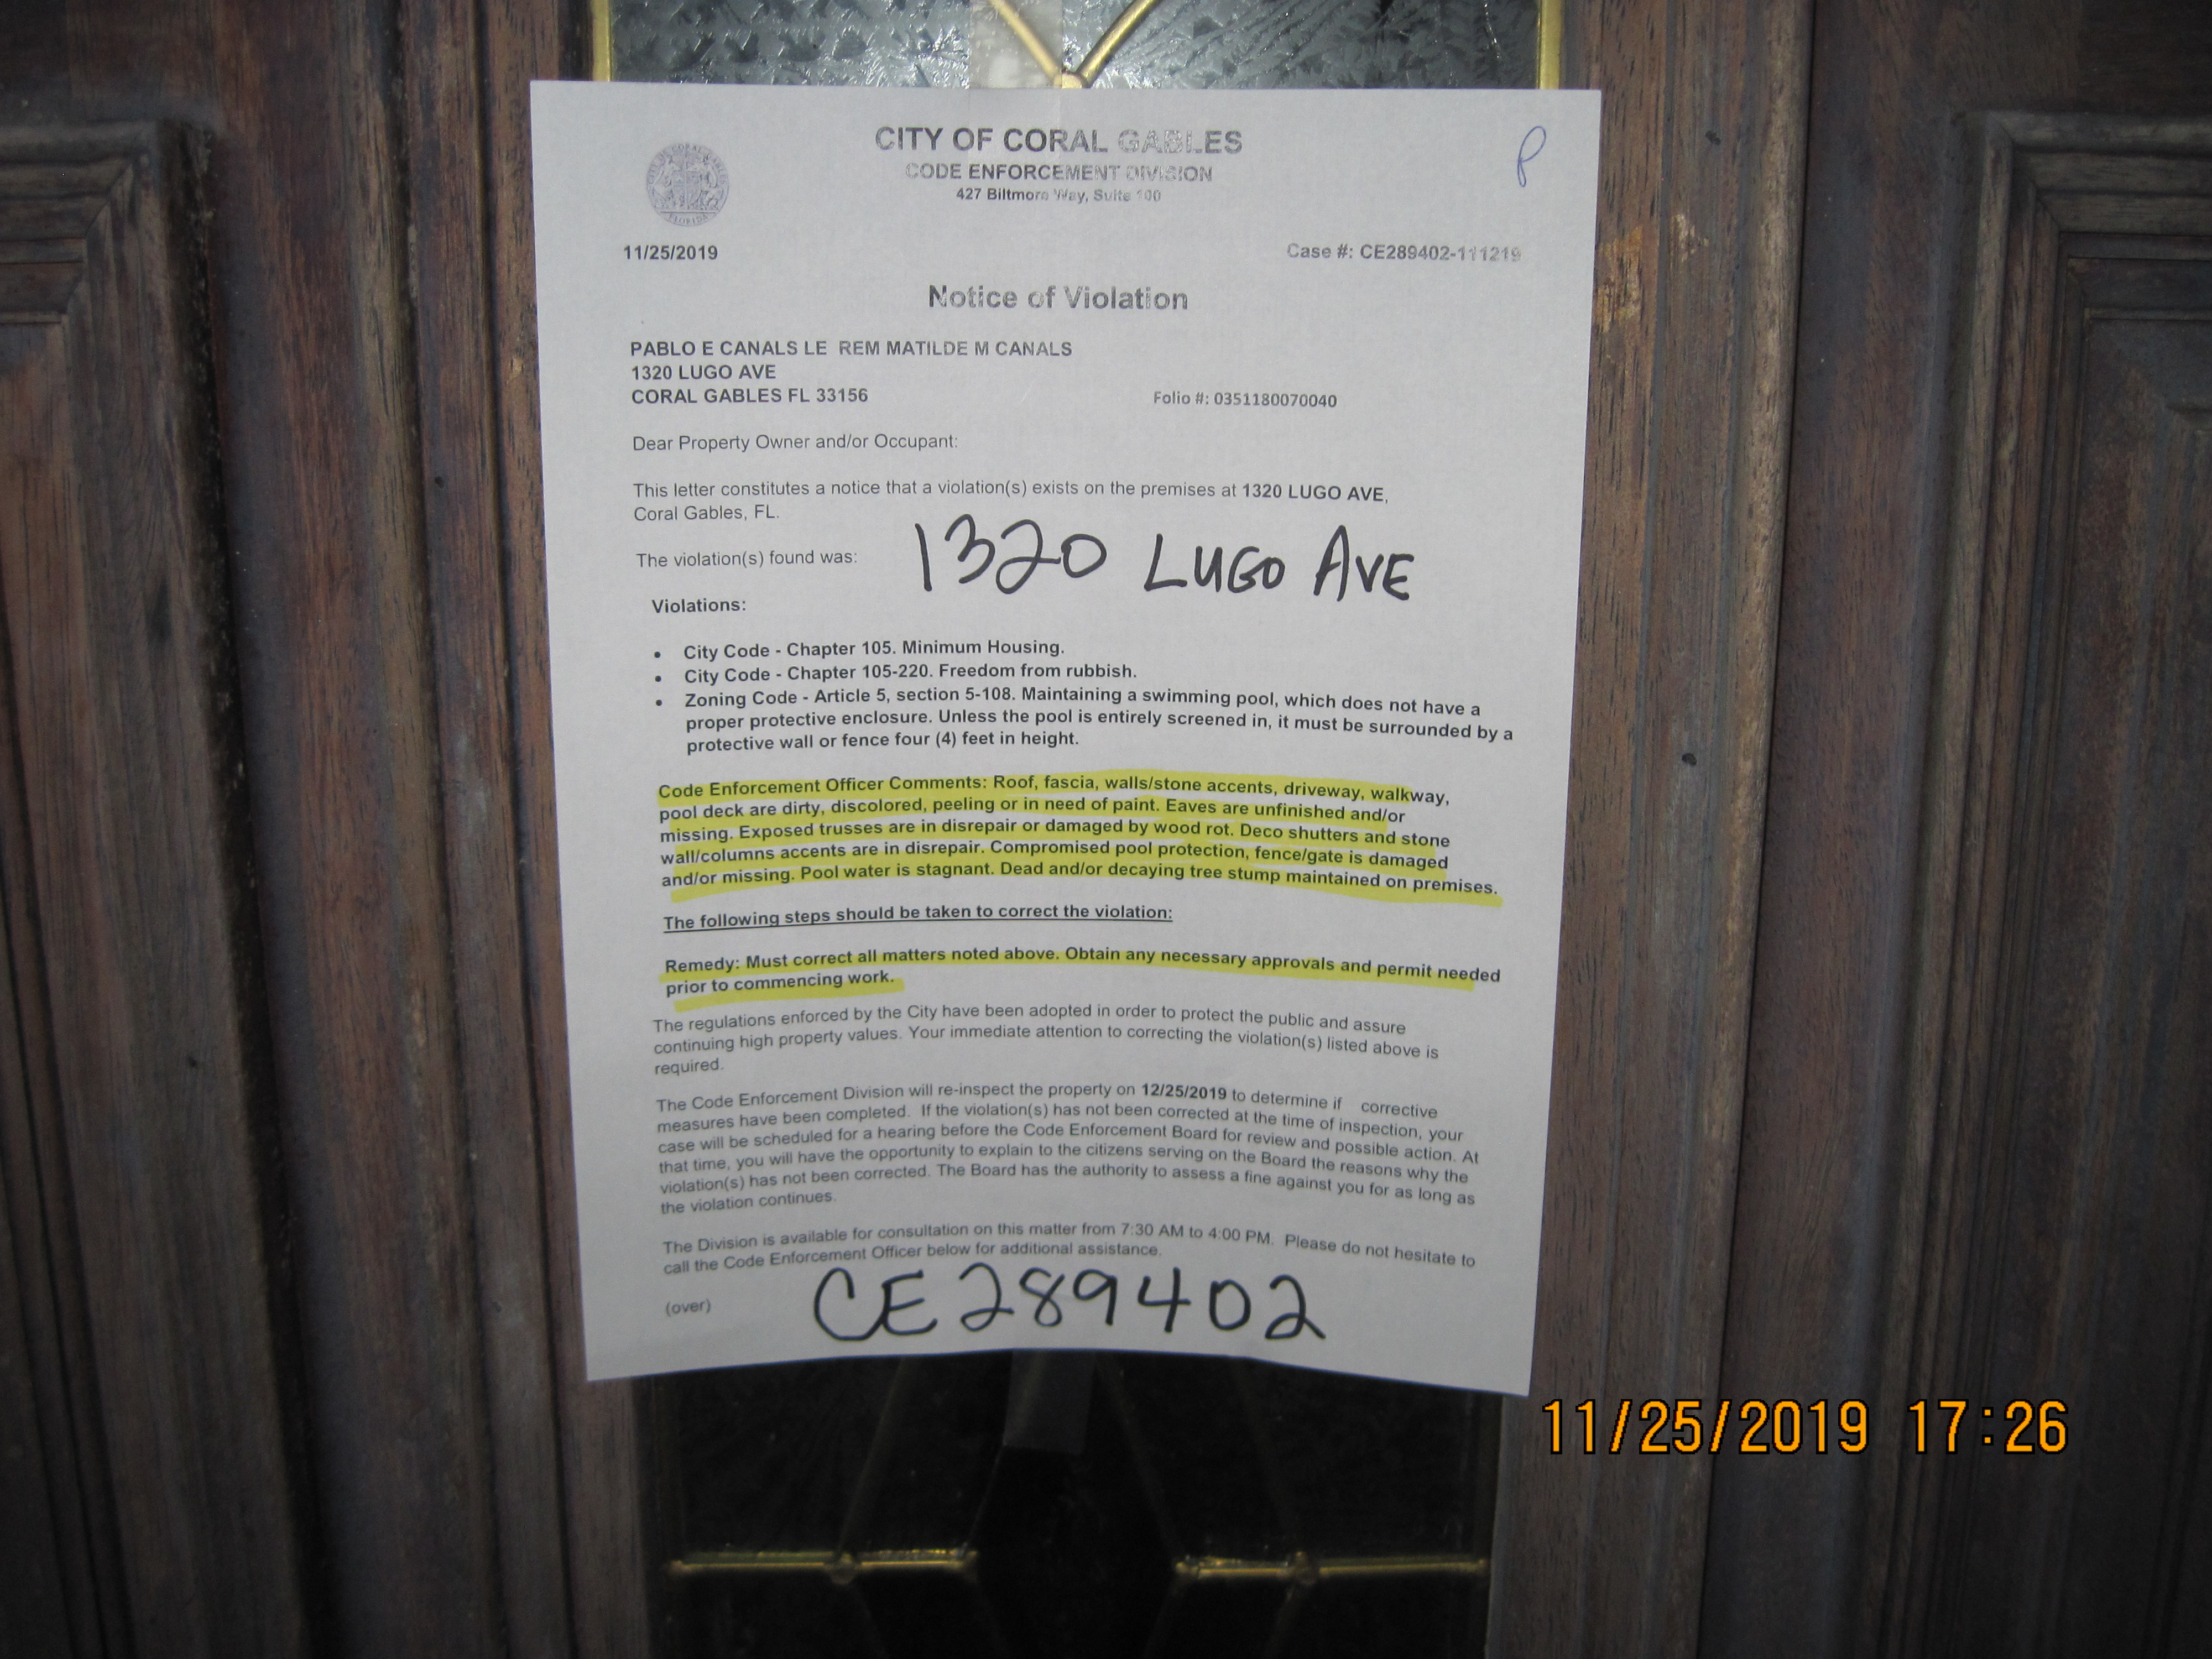 CITY OF CORAL GABLES
CODE ENFORCEMENT DIVISION
427 Biltmore Way, Suite 100
P
11/25/2019
Case #: CE289402-111219
Notice of Violation
PABLO E CANALS LE REM MATILDE M CANALS
1320 LUGO AVE
CORAL GABLES FL 33156
Folio #: 0351180070040
Dear Property Owner and/or Occupant:
This letter constitutes a notice that a violation(s) exists on the premises at 1320 LUGO AVE,
Coral Gables, FL.
The violation(s) found was:
1320 LUGO AVE
Violations:
• City Code - Chapter 105. Minimum Housing.
• City Code - Chapter 105-220. Freedom from rubbish.
• Zoning Code - Article 5, section 5-108. Maintaining a swimming pool, which does not have a
proper protective enclosure. Unless the pool is entirely screened in, it must be surrounded by a
protective wall or fence four (4) feet in height.
Code Enforcement Officer Comments: Roof, fascia, walls/stone accents, driveway, walkway,
pool deck are dirty, discolored, peeling or in need of paint. Eaves are unfinished and/or
missing. Exposed trusses are in disrepair or damaged by wood rot. Deco shutters and stone
wall/columns accents are in disrepair. Compromised pool protection, fence/gate is damaged
and/or missing. Pool water is stagnant. Dead and/or decaying tree stump maintained on premises.
The following steps should be taken to correct the violation:
Remedy: Must correct all matters noted above. Obtain any necessary approvals and permit needed
prior to commencing work.
The regulations enforced by the City have been adopted in order to protect the public and assure
continuing high property values. Your immediate attention to correcting the violation(s) listed above is
required.
The Code Enforcement Division will re-inspect the property on 12/25/2019 to determine if corrective
measures have been completed. If the violation(s) has not been corrected at the time of inspection, your
case will be scheduled for a hearing before the Code Enforcement Board for review and possible action. At
that time, you will have the opportunity to explain to the citizens serving on the Board the reasons why the
violation(s) has not been corrected. The Board has the authority to assess a fine against you for as long as
the violation continues.
The Division is available for consultation on this matter from 7:30 AM to 4:00 PM. Please do not hesitate to
call the Code Enforcement Officer below for additional assistance.
(over)
CE289402
11/25/2019 17:26